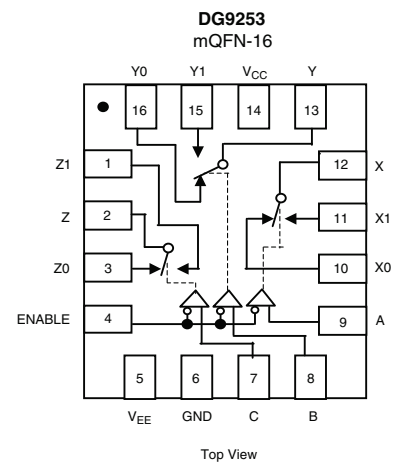 DG9253
mQFN-16
Y0 Y1 VCC Y
16 15 14 13
Z1 1 12 X
Z 2 11 X1
Z0 3 10 X0
ENABLE 4 9 A
5 6 7 8
VEE GND C B
Top View